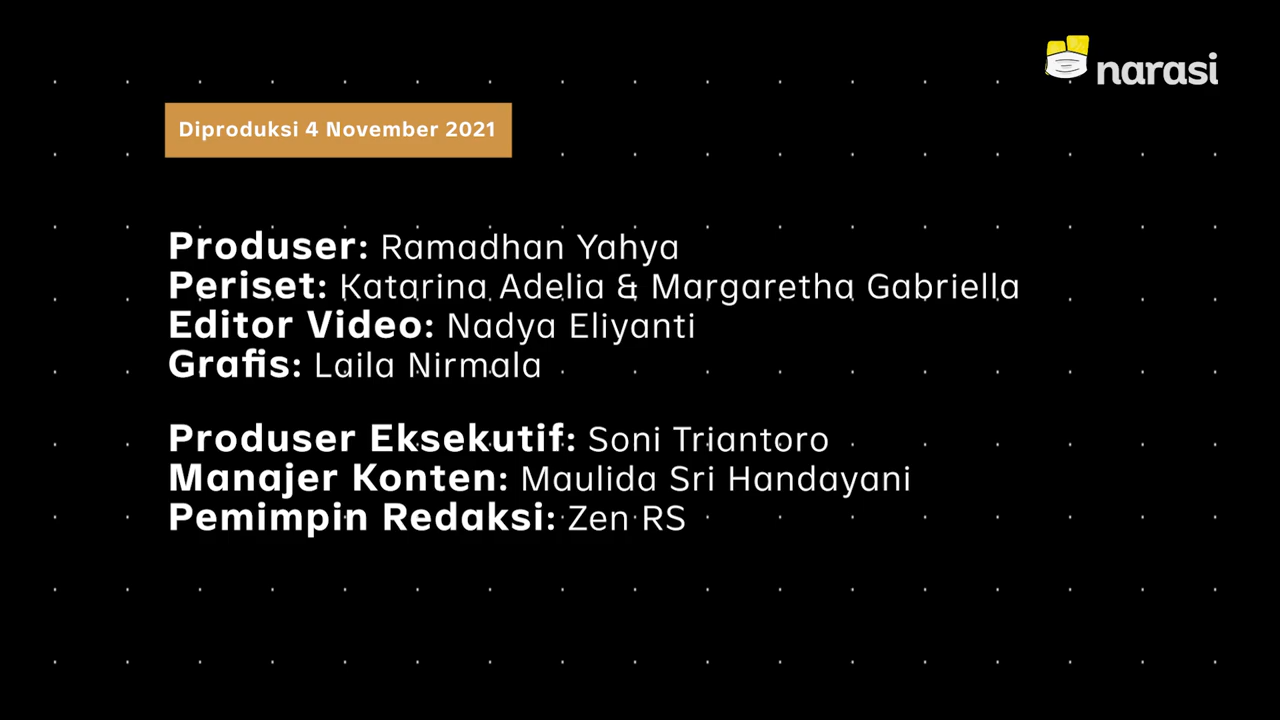 narasi
Diproduksi 4 November 2021
Produser: Ramadhan Yahya
Periset: Katarina Adelia & Margaretha Gabriella
Editor Video: Nadya Eliyanti
Grafis: Laila Nirmala
Produser Eksekutif: Soni Triantoro
Manajer Konten: Maulida Sri Handayani
Pemimpin Redaksi: Zen RS